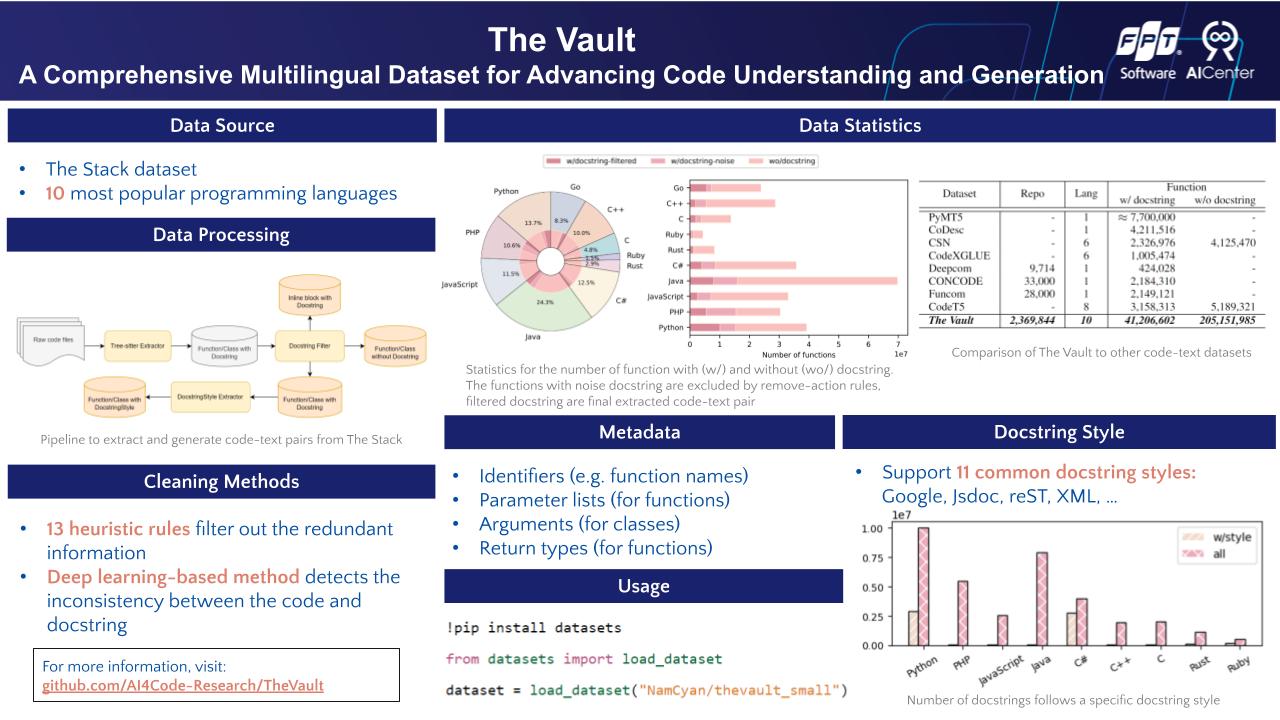 The Vault
A Comprehensive Multilingual Dataset for Advancing Code Understanding and Generation
FPT Software
AICenter
Data Source
• The Stack dataset
• 10 most popular programming languages
Data Processing
Raw code files
Tree-sitter Extractor
Function/Class with Docstring
Docstring Filter
Inline block with Docstring
Function/Class without Docstring
Function/Class with DocstringStyle
DocstringStyle Extractor
Function/Class with Docstring
Pipeline to extract and generate code-text pairs from The Stack
Cleaning Methods
• 13 heuristic rules filter out the redundant
information
• Deep learning-based method detects the
inconsistency between the code and
docstring
For more information, visit:
github.com/AI4Code-Research/TheVault
Data Statistics
w/docstring-filtered w/docstring-noise wo/docstring
Go
8.3%
C++
10.0%
C
4.8%
Ruby
Rust
2.9%
C#
12.5%
Java
24.3%
JavaScript
11.5%
PHP
10.6%
Python
13.7%
Go
C++
C
Ruby
Rust
C#
Java
JavaScript
PHP
Python
0 1 2 3 4 5 6 7
Number of functions 1e7
Statistics for the number of function with (w/) and without (wo/) docstring.
The functions with noise docstring are excluded by remove-action rules,
filtered docstring are final extracted code-text pair
Dataset Repo Lang Function
w/ docstring w/o docstring
PyMT5 - 1 ≈ 7,700,000 -
CoDesc - 1 4,211,516 -
CSN - 6 2,326,976 4,125,470
CodeXGLUE - 6 1,005,474 -
Deepcom 9,714 1 424,028 -
CONCODE 33,000 1 2,184,310 -
Funcom 28,000 1 2,149,121 -
CodeT5 - 8 3,158,313 5,189,321
The Vault 2,369,844 10 41,206,602 205,151,985
Comparison of The Vault to other code-text datasets
Metadata
• Identifiers (e.g. function names)
• Parameter lists (for functions)
• Arguments (for classes)
• Return types (for functions)
Usage
!pip install datasets
from datasets import load_dataset
dataset = load_dataset("NamCyan/thevault_small")
Docstring Style
• Support 11 common docstring styles:
Google, Jsdoc, reST, XML, ...
1e7
1.00
0.75
0.50
0.25
0.00
w/style
all
Python PHP JavaScript Java C# C++ C Rust Ruby
Number of docstrings follows a specific docstring style